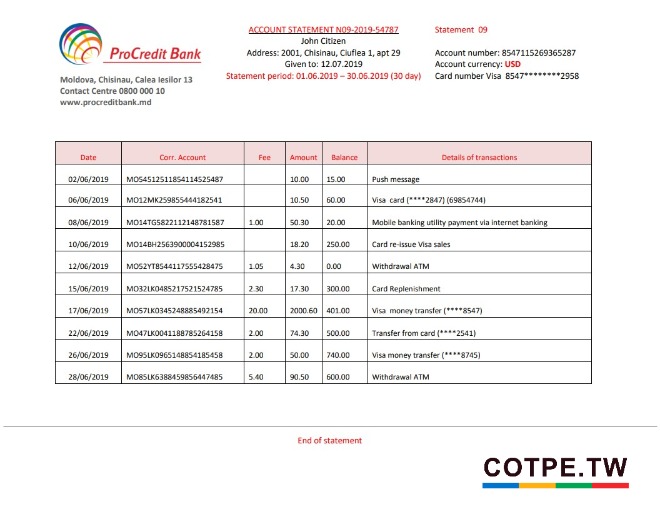 ProCredit Bank
Moldova, Chisinau, Calea Iesilor 13
Contact Centre 0800 000 10
www.procreditbank.md
ACCOUNT STATEMENT N09-2019-54787
John Citizen
Address: 2001, Chisinau, Ciuflea 1, apt 29
Given to: 12.07.2019
Statement period: 01.06.2019 – 30.06.2019 (30 day)
Statement 09
Account number: 8547115269365287
Account currency: USD
Card number Visa 8547********2958
Date Corr. Account Fee Amount Balance Details of transactions
02/06/2019 MO54512511854114525487 10.00 15.00 Push message
06/06/2019 MO12MK259855444182541 10.50 60.00 Visa card (****2847) (69854744)
08/06/2019 MO14TG5822112148781587 1.00 50.30 20.00 Mobile banking utility payment via internet banking
10/06/2019 MO14BH2563900004152985 18.20 250.00 Card re-issue Visa sales
12/06/2019 MO52YT8544117555428475 1.05 4.30 0.00 Withdrawal ATM
15/06/2019 MO32LK0485217521524785 2.30 17.30 300.00 Card Replenishment
17/06/2019 MO57LK0345248885492154 20.00 2000.60 401.00 Visa money transfer (****8547)
22/06/2019 MO47LK0041188785264158 2.00 74.30 500.00 Transfer from card (****2541)
26/06/2019 MO95LK0965148854185458 2.00 50.00 740.00 Visa money transfer (****8745)
28/06/2019 MO85LK6388459856447485 5.40 90.50 600.00 Withdrawal ATM
End of statement
COTPE.TW